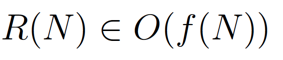 R(N) ∈ O(f(N))